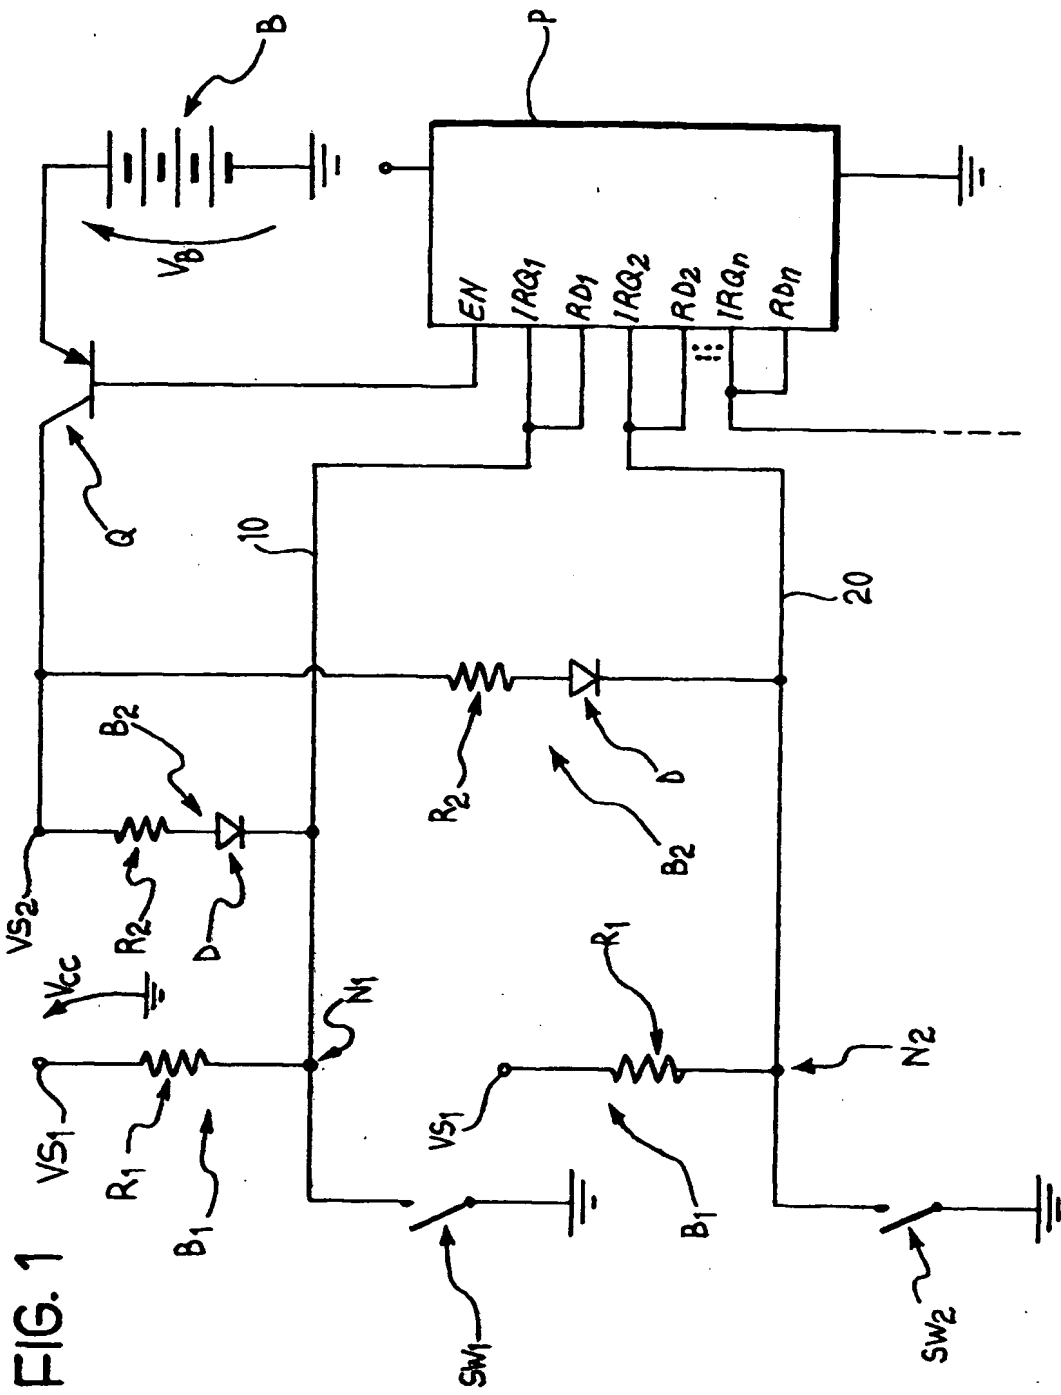 FIG. 1
VS1
VCC
VS2
R1
B1
R2
B2
D
Q
VB
B
10
N1
SW1
VS1
R1
B1
R2
B2
D
20
N2
SW2
P
EN
IRQ1
RD1
IRQ2
RD2
IRQn
RDn